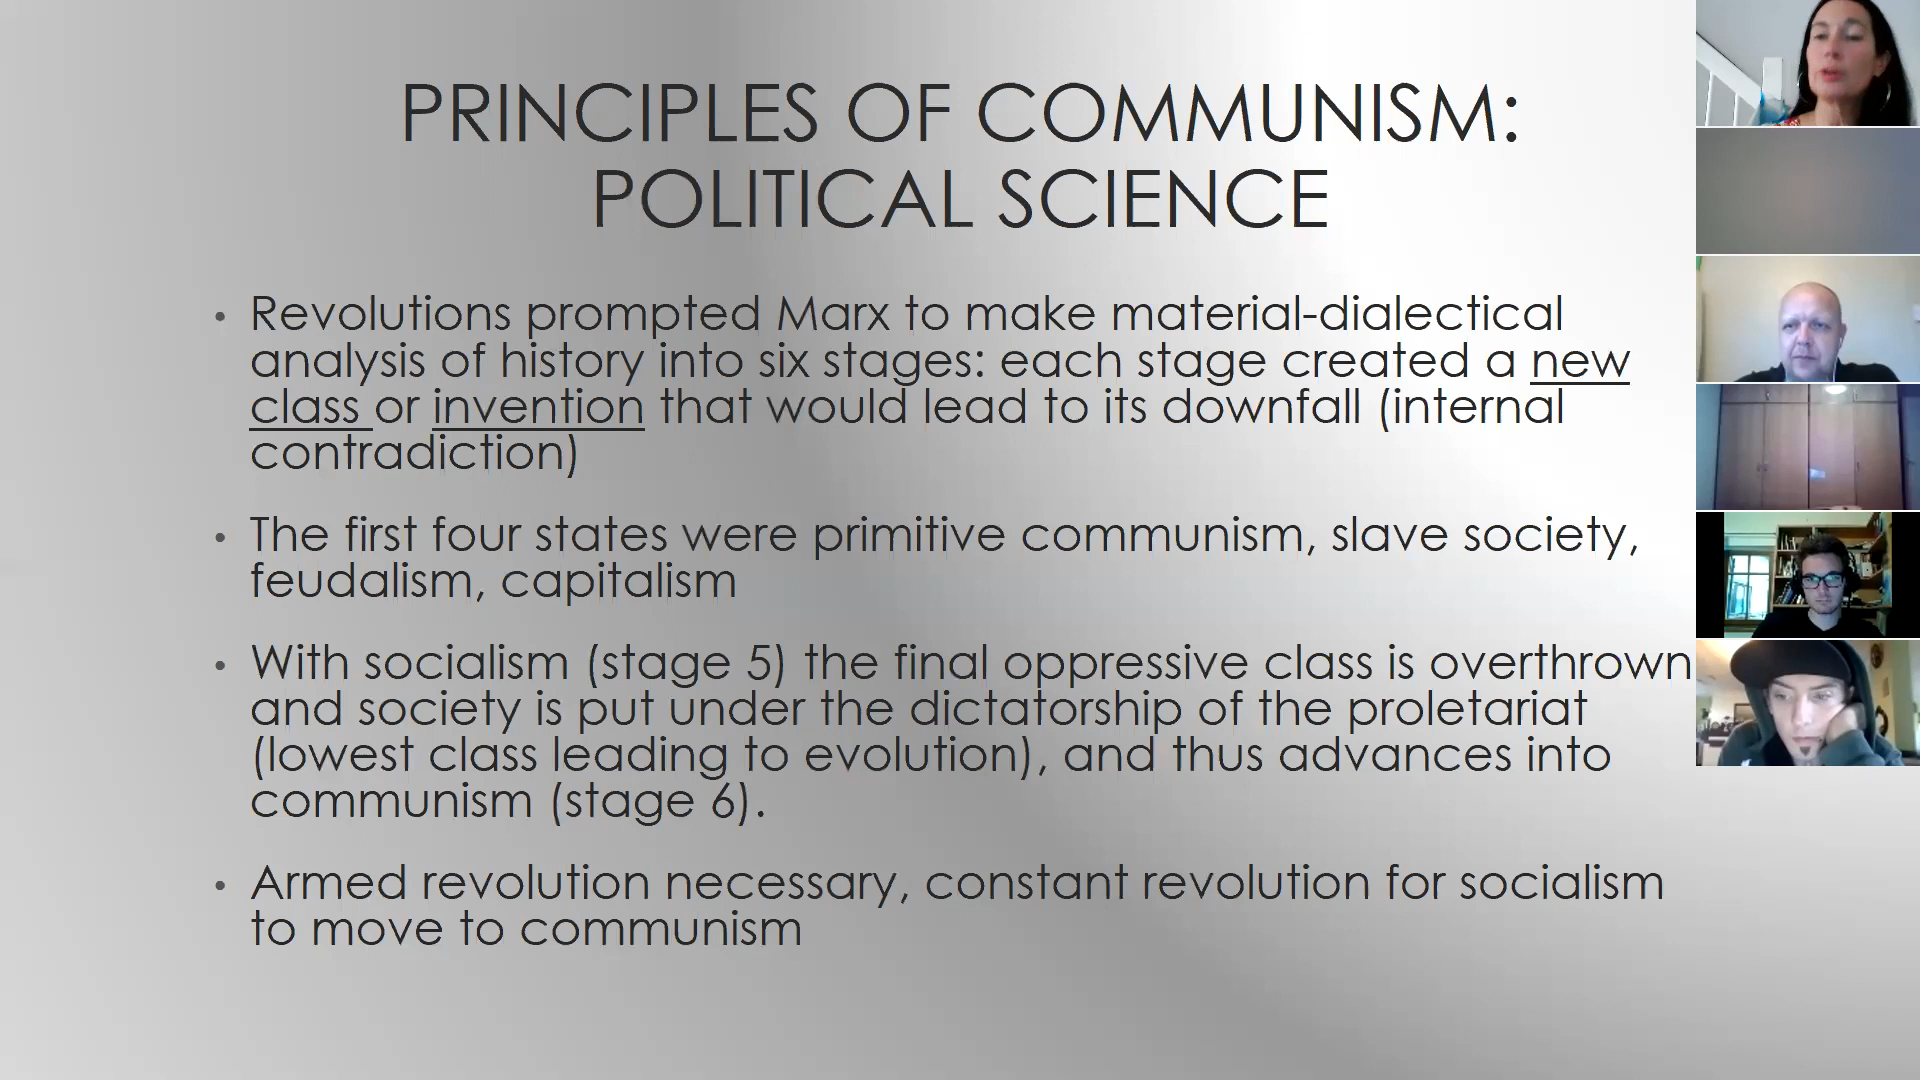 PRINCIPLES OF COMMUNISM:
POLITICAL SCIENCE
• Revolutions prompted Marx to make material-dialectical
analysis of history into six stages: each stage created a new
class or invention that would lead to its downfall (internal
contradiction)
• The first four states were primitive communism, slave society,
feudalism, capitalism
• With socialism (stage 5) the final oppressive class is overthrown
and society is put under the dictatorship of the proletariat
(lowest class leading to evolution), and thus advances into
communism (stage 6).
• Armed revolution necessary, constant revolution for socialism
to move to communism